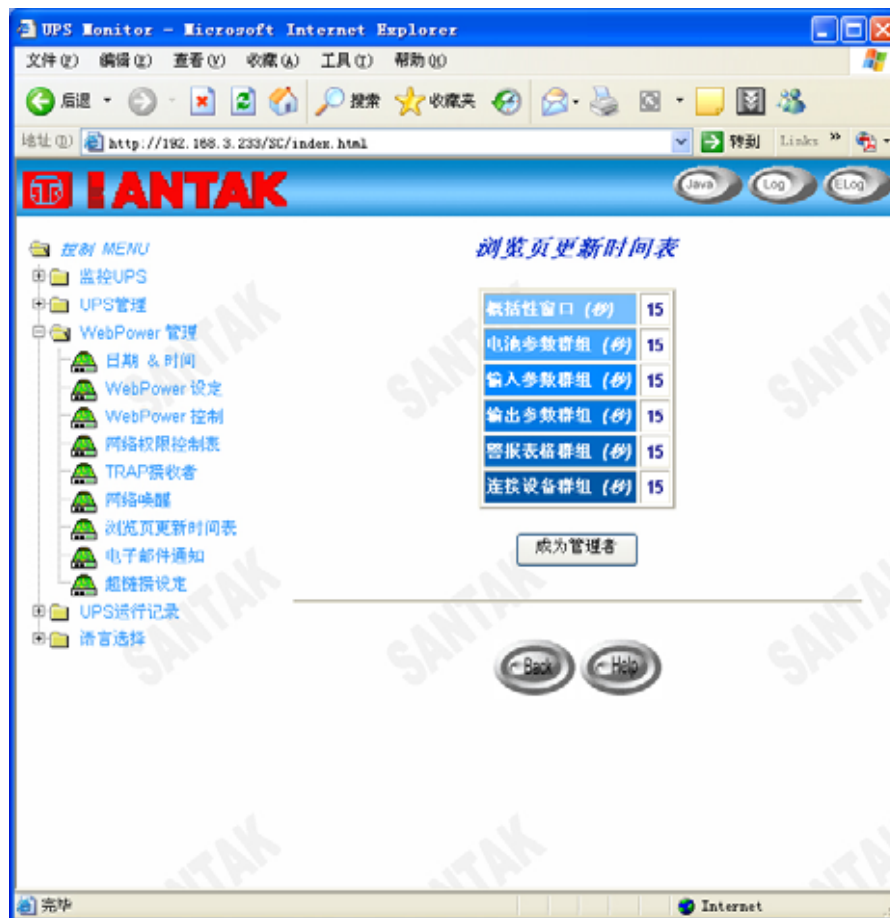 UPS Monitor - Microsoft Internet Explorer
文件(F) 编辑(E) 查看(V) 收藏(A) 工具(T) 帮助(H)
后退 搜索 收藏夹
地址(D) http://192.168.3.233/SC/index.html 转到 Links »
SANTAK Java Log ELog
控制 MENU
监控UPS
UPS管理
WebPower 管理
日期 & 时间
WebPower 设定
WebPower 控制
网络权限控制表
TRAP接收者
网络唤醒
浏览页更新时间表
电子邮件通知
超链接设定
UPS运行记录
语言选择
浏览页更新时间表
概括性窗口 (秒) 15
电池参数群组 (秒) 15
输入参数群组 (秒) 15
输出参数群组 (秒) 15
警报表格群组 (秒) 15
连接设备群组 (秒) 15
成为管理者
Back Help
SANTAK
SANTAK
SANTAK
SANTAK
SANTAK
SANTAK
SANTAK
SANTAK
SANTAK
完毕 Internet